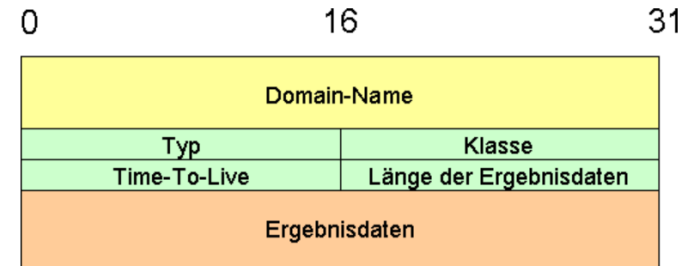 0 16 31
Domain-Name
Typ Klasse
Time-To-Live Länge der Ergebnisdaten
Ergebnisdaten